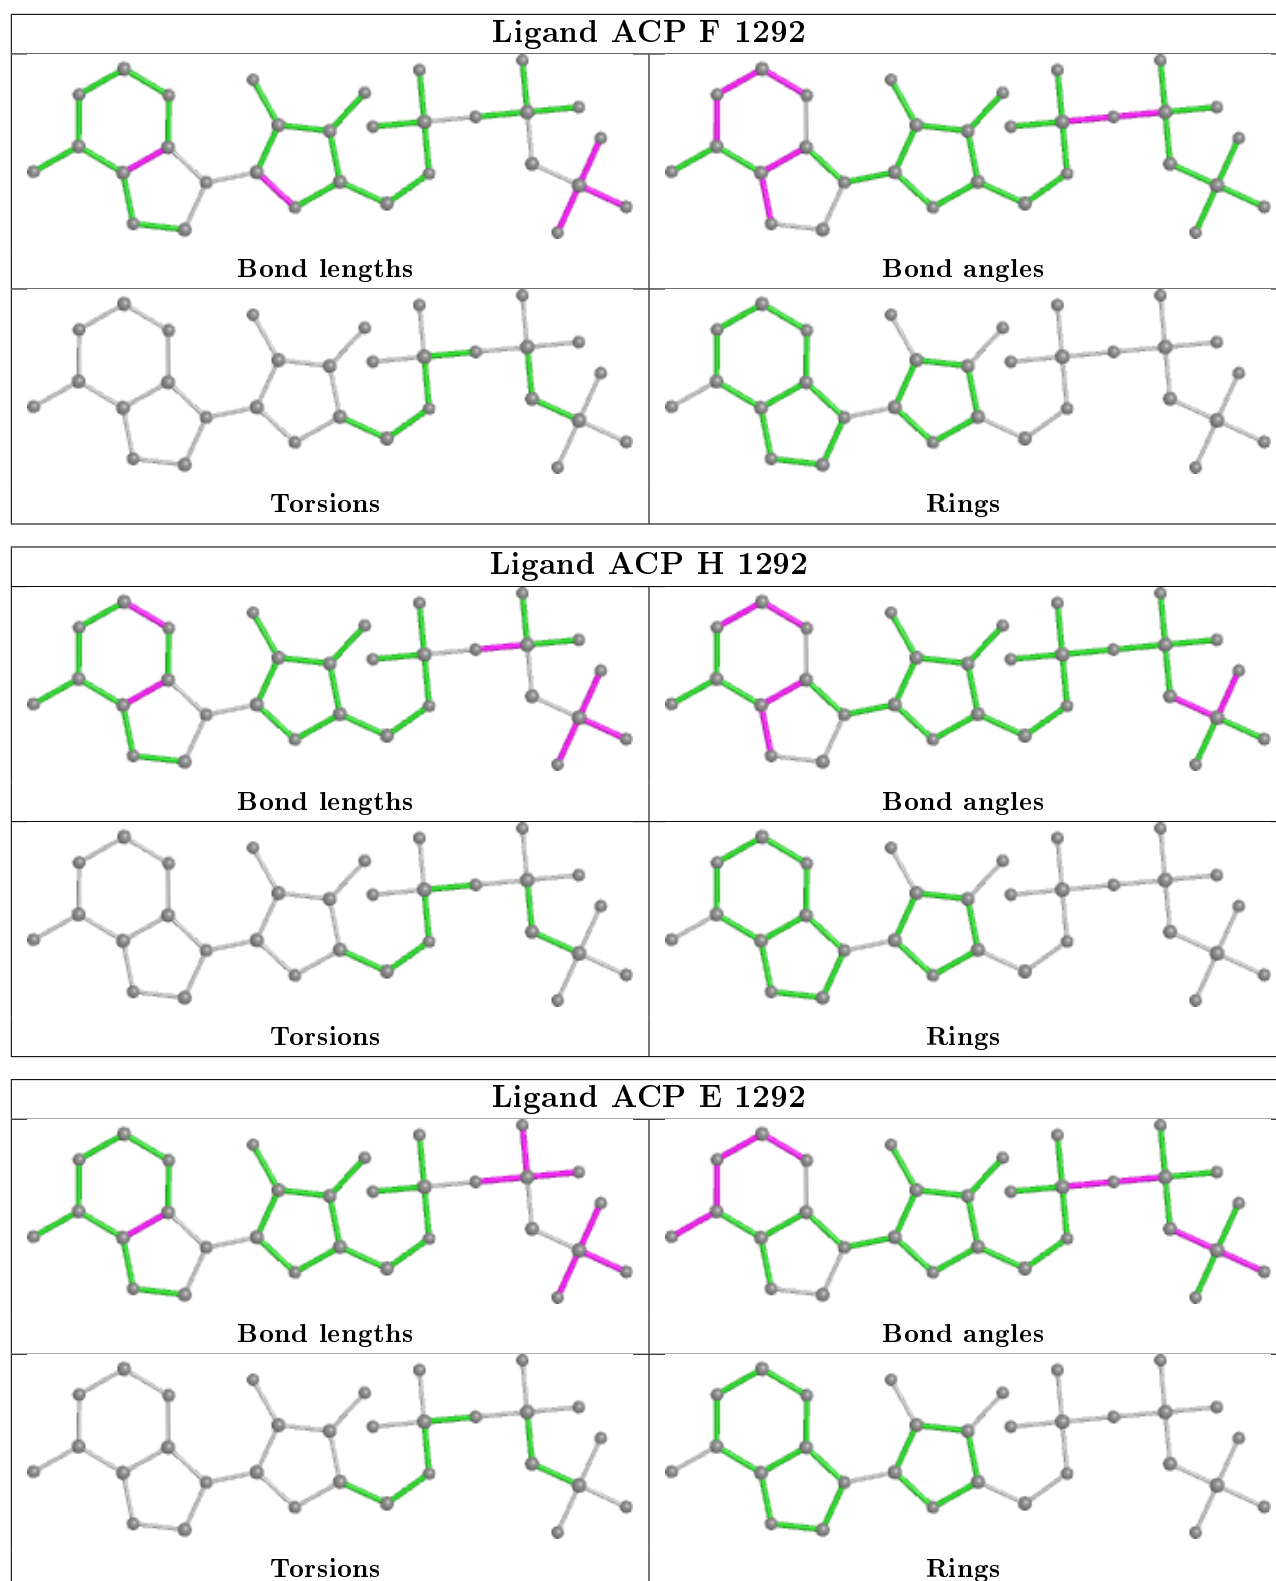 Ligand ACP F 1292
Bond lengths
Bond angles
Torsions
Rings
Ligand ACP H 1292
Bond lengths
Bond angles
Torsions
Rings
Ligand ACP E 1292
Bond lengths
Bond angles
Torsions
Rings